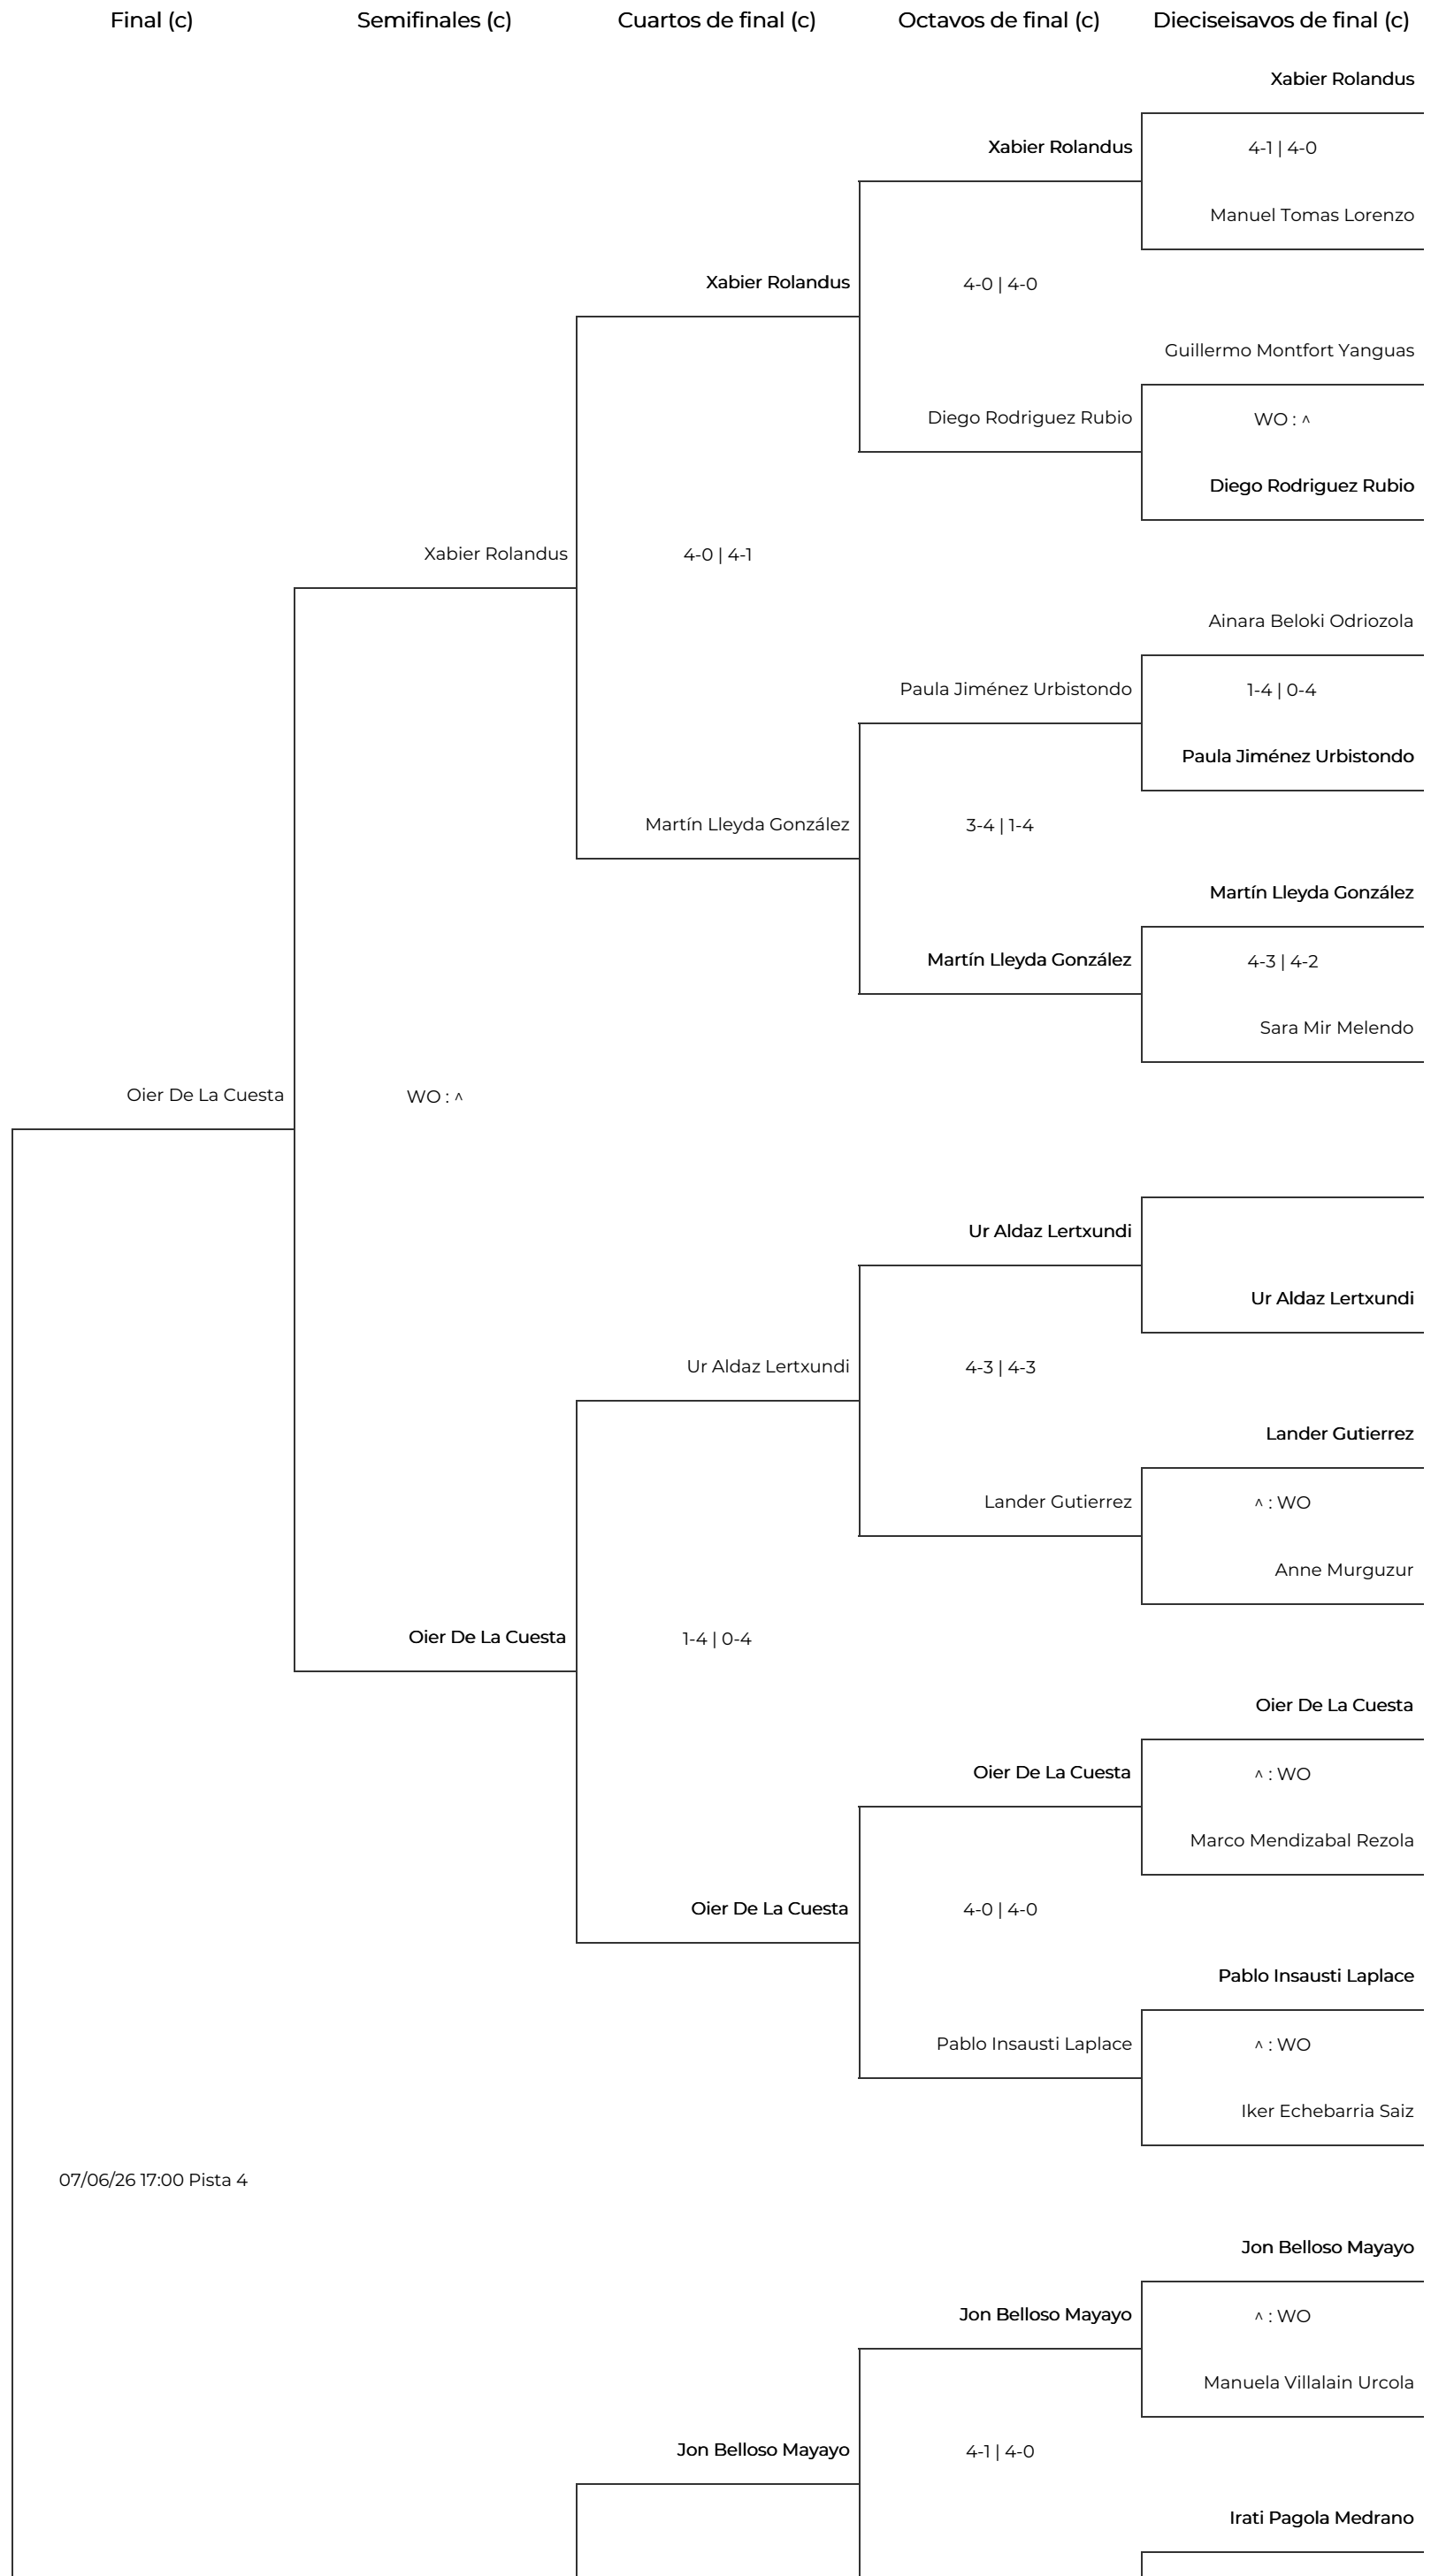 Final (c) Semifinales (c) Cuartos de final (c) Octavos de final (c) Dieciseisavos de final (c)
Xabier Rolandus
Xabier Rolandus 4-1 | 4-0
Manuel Tomas Lorenzo
Xabier Rolandus 4-0 | 4-0
Guillermo Montfort Yanguas
Diego Rodriguez Rubio WO : ^
Diego Rodriguez Rubio
Xabier Rolandus 4-0 | 4-1
Ainara Beloki Odriozola
Paula Jiménez Urbistondo 1-4 | 0-4
Paula Jiménez Urbistondo
Martín Lleyda González 3-4 | 1-4
Martín Lleyda González
Martín Lleyda González 4-3 | 4-2
Sara Mir Melendo
Oier De La Cuesta WO : ^
Ur Aldaz Lertxundi
Ur Aldaz Lertxundi
Ur Aldaz Lertxundi 4-3 | 4-3
Lander Gutierrez
Lander Gutierrez ^ : WO
Anne Murguzur
Oier De La Cuesta 1-4 | 0-4
Oier De La Cuesta
Oier De La Cuesta ^ : WO
Marco Mendizabal Rezola
Oier De La Cuesta 4-0 | 4-0
Pablo Insausti Laplace
Pablo Insausti Laplace ^ : WO
Iker Echebarria Saiz
07/06/26 17:00 Pista 4
Jon Belloso Mayayo
Jon Belloso Mayayo ^ : WO
Manuela Villalain Urcola
Jon Belloso Mayayo 4-1 | 4-0
Irati Pagola Medrano